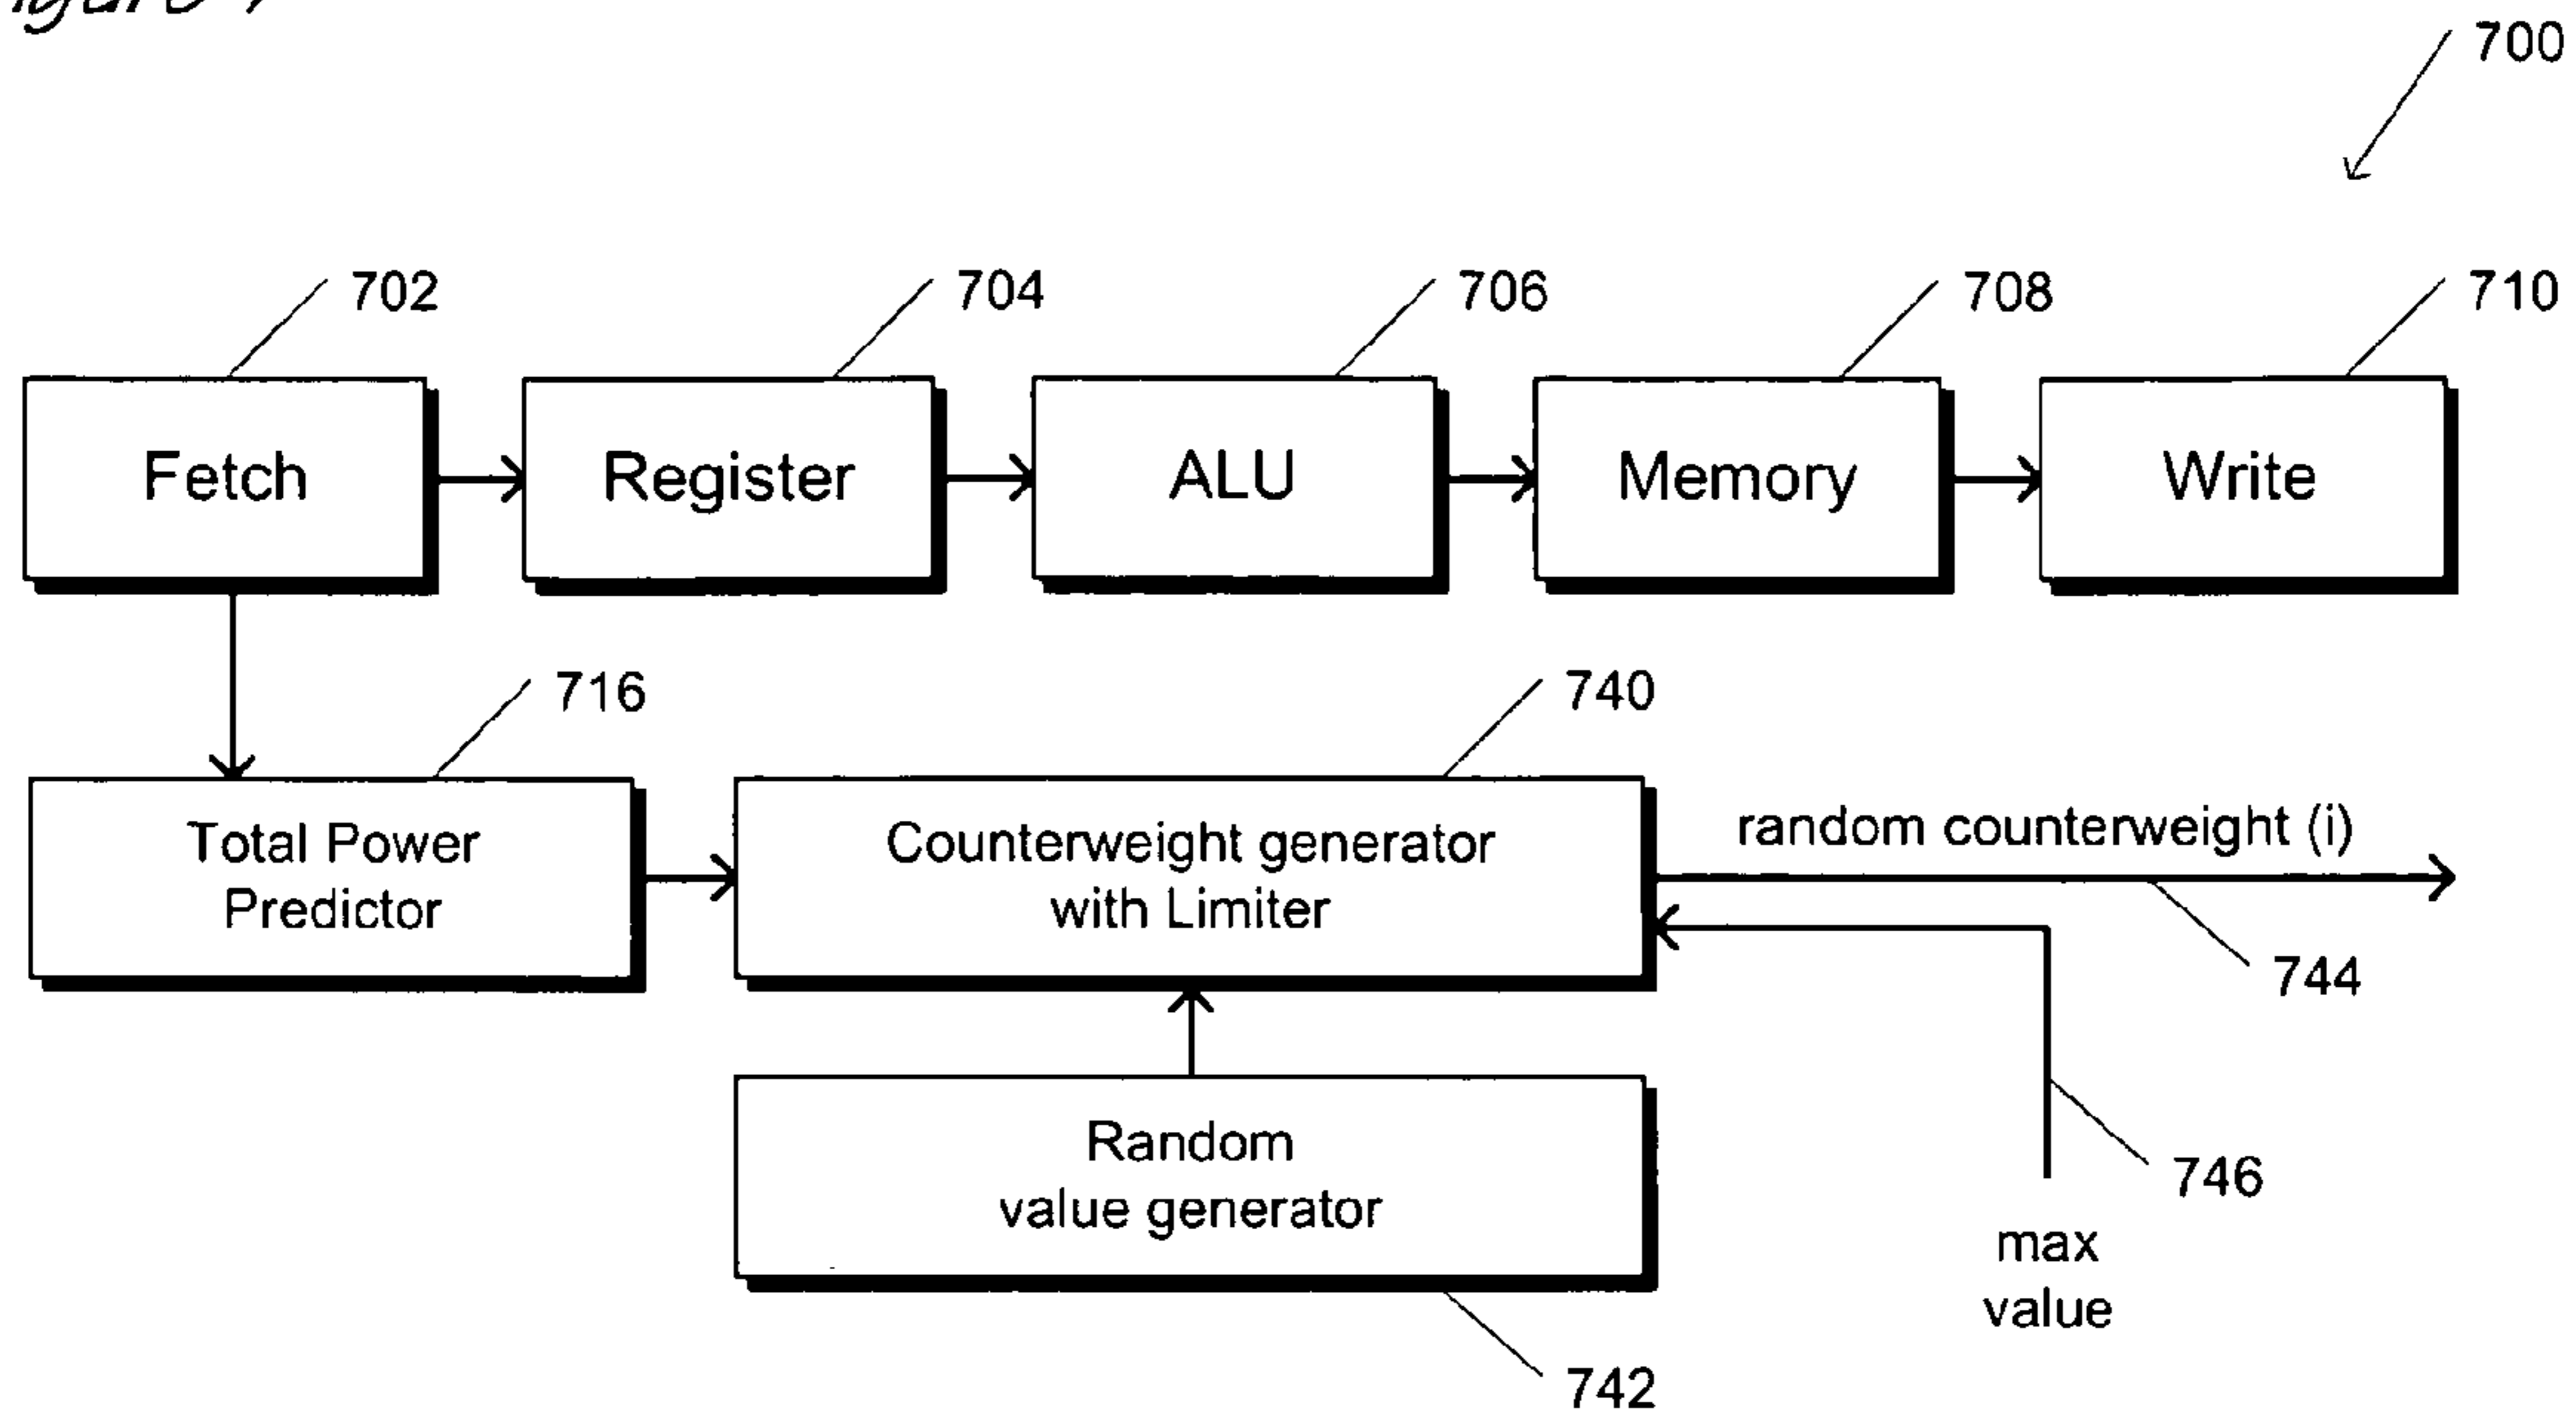 700
702
704
706
708
710
Fetch
Register
ALU
Memory
Write
716
740
Total Power
Predictor
Counterweight generator
with Limiter
random counterweight (i)
744
Random
value generator
746
max
value
742